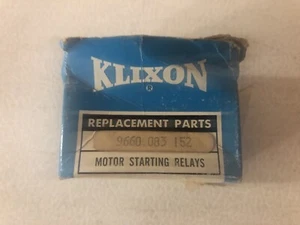 KLIXON
®
REPLACEMENT PARTS
9660 083 152
MOTOR STARTING RELAYS